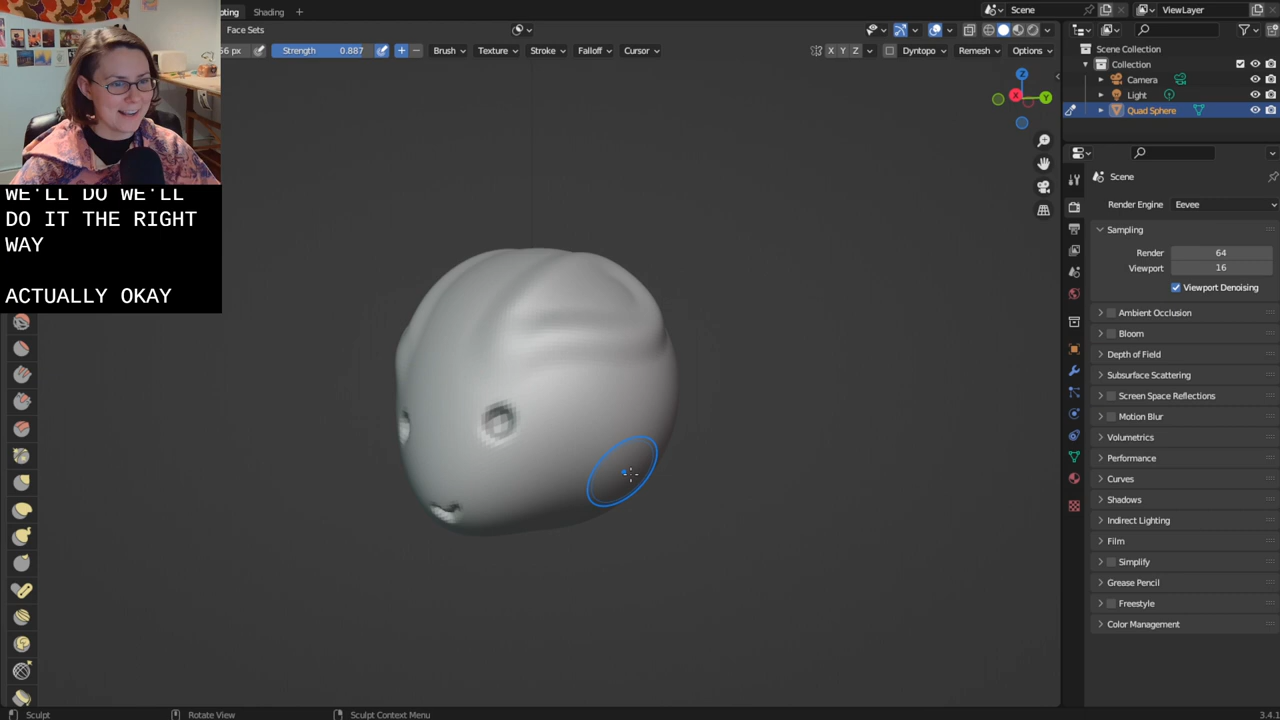 Shading
Scene
ViewLayer
Face Sets
px
Strength 0.887
Brush
Texture
Stroke
Falloff
Cursor
X Y Z
Dyntopo
Remesh
Options
Scene Collection
Collection
Camera
Light
Quad Sphere
WE'LL DO WE'LL
DO IT THE RIGHT
WAY
ACTUALLY OKAY
Z
X
Y
Scene
Render Engine
Eevee
Sampling
Render 64
Viewport 16
Viewport Denoising
Ambient Occlusion
Bloom
Depth of Field
Subsurface Scattering
Screen Space Reflections
Motion Blur
Volumetrics
Performance
Curves
Shadows
Indirect Lighting
Film
Simplify
Grease Pencil
Freestyle
Color Management
Sculpt
Rotate View
Sculpt Context Menu
3.4.1